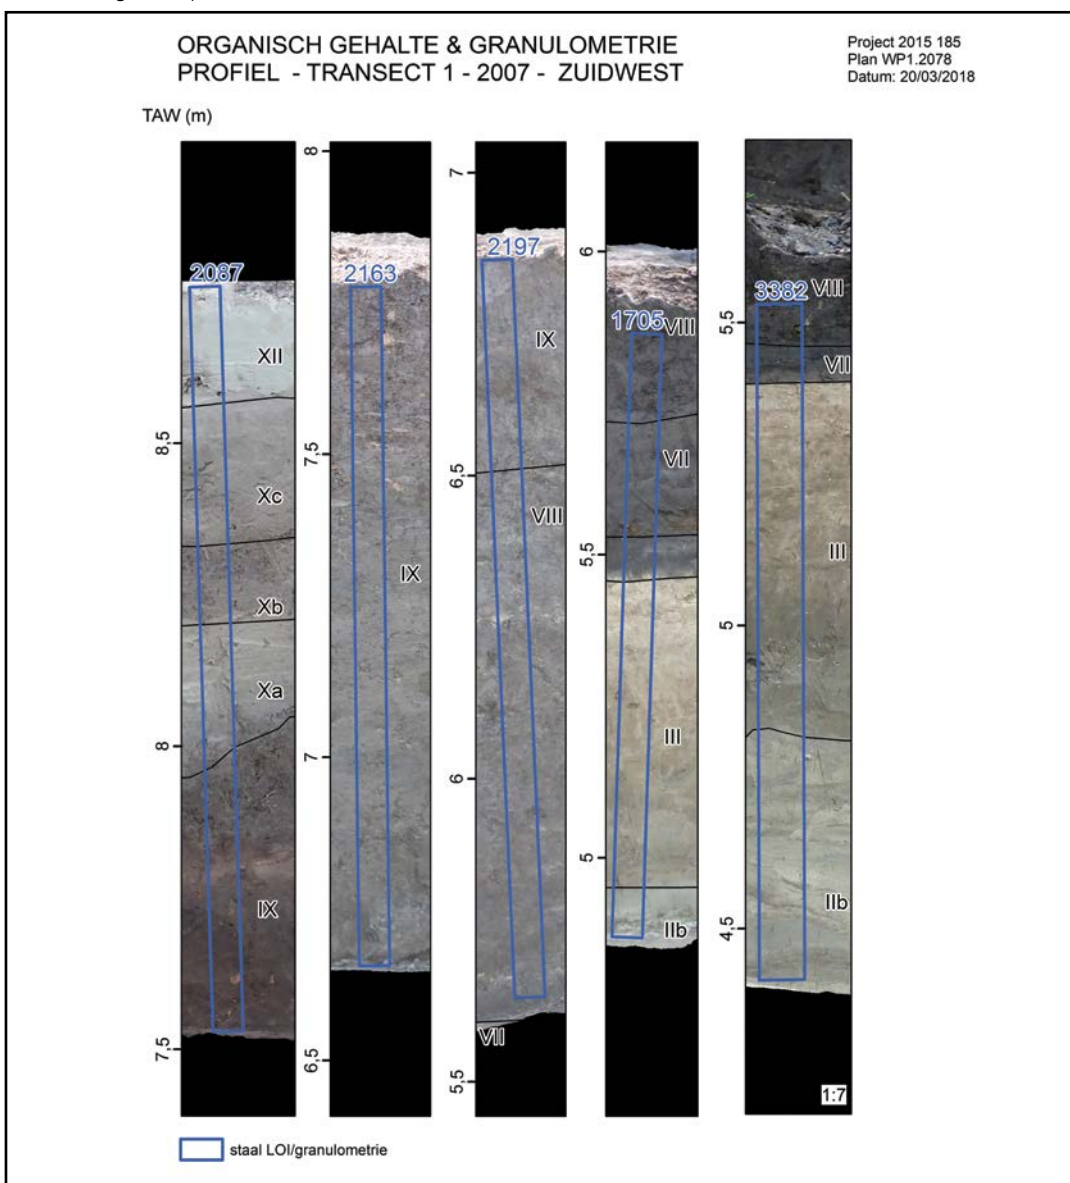 ORGANISCH GEHALTE & GRANULOMETRIE
PROFIEL - TRANSECT 1 - 2007 - ZUIDWEST
Project 2015 185
Plan WP1.2078
Datum: 20/03/2018
TAW (m)
2087
XII
Xc
Xb
Xa
IX
8,5
8
7,5
2163
IX
8
7,5
7
6,5
2197
IX
VIII
VII
7
6,5
6
5,5
1705
VIII
VII
III
IIb
6
5,5
5
3382
VIII
VII
III
IIb
5,5
5
4,5
1:7
staal LOI/granulometrie